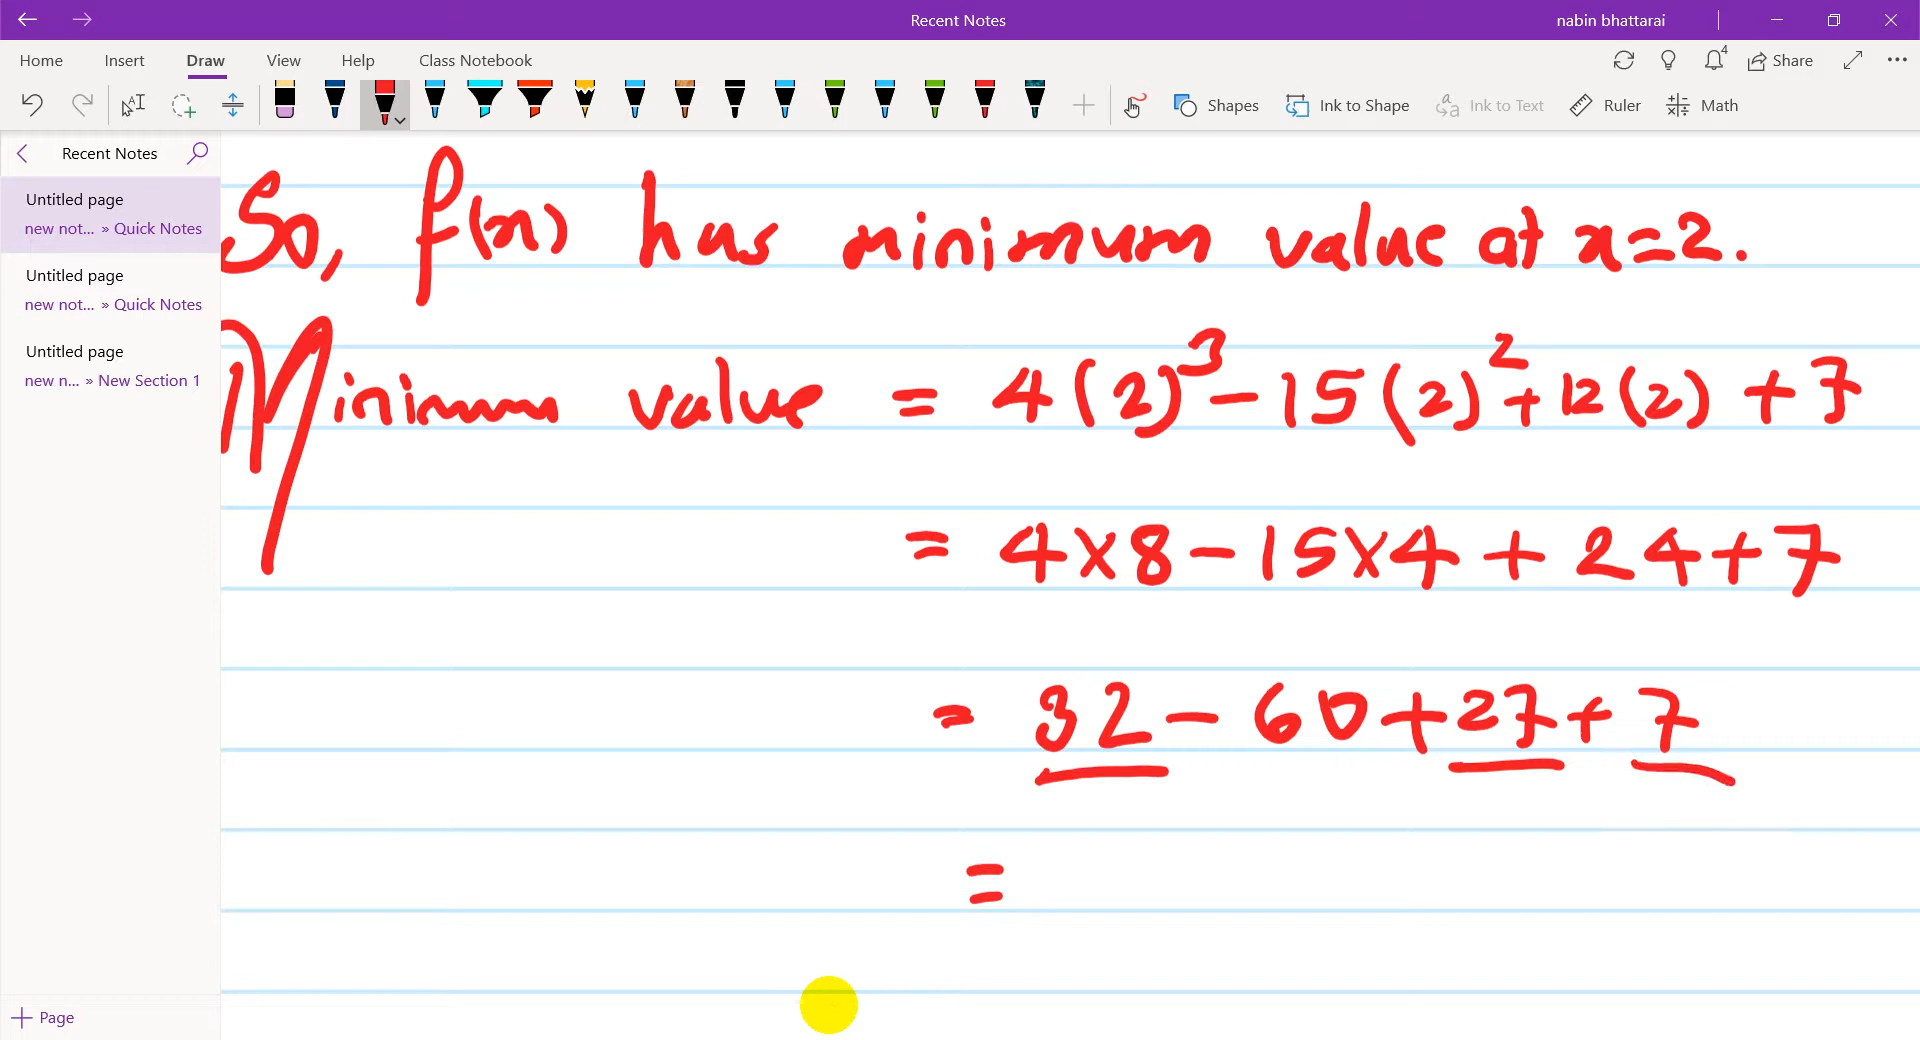 Recent Notes
nabin bhattarai
Home Insert Draw View Help Class Notebook
4
Share
Shapes Ink to Shape Ink to Text Ruler Math
Recent Notes
Untitled page
new not... » Quick Notes
Untitled page
new not... » Quick Notes
Untitled page
new n... » New Section 1
Page
So, f(x) has minimum value at x=2.
Minimum value = 4(2)³-15(2)²+12(2)+7
= 4×8-15×4+24+7
= 32-60+27+7
=